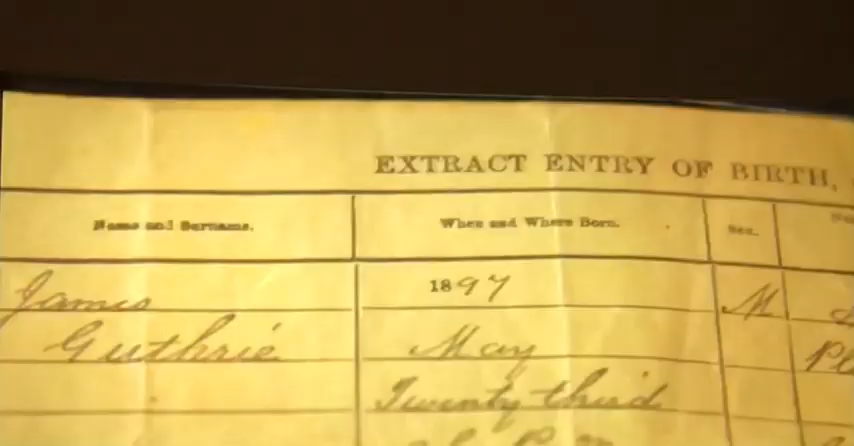 EXTRACT ENTRY OF BIRTH,
Name and Surname. When and Where Born. Sex.
James 1897 M
Guthrie May
Twenty third